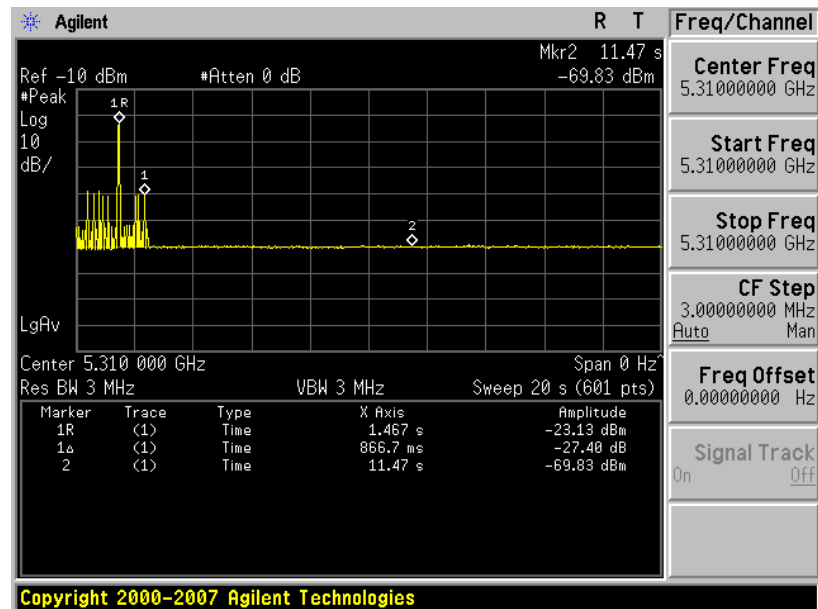 Agilent R T
Mkr2 11.47 s
Ref -10 dBm #Atten 0 dB -69.83 dBm
#Peak
Log
10
dB/
1R
1
2
LgAv
Center 5.310 000 GHz Span 0 Hz^
Res BW 3 MHz VBW 3 MHz Sweep 20 s (601 pts)
Marker Trace Type X Axis Amplitude
1R (1) Time 1.467 s -23.13 dBm
1Δ (1) Time 866.7 ms -27.40 dB
2 (1) Time 11.47 s -69.83 dBm
Copyright 2000-2007 Agilent Technologies
Freq/Channel
Center Freq
5.31000000 GHz
Start Freq
5.31000000 GHz
Stop Freq
5.31000000 GHz
CF Step
3.00000000 MHz
Auto Man
Freq Offset
0.00000000 Hz
Signal Track
On Off